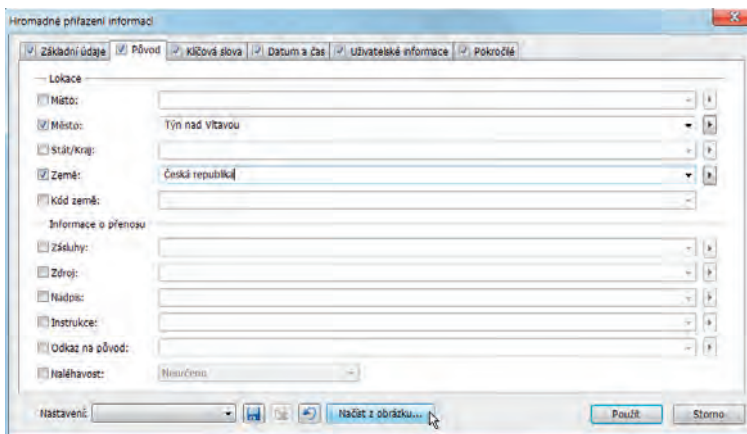 Hromadné přiřazení informací
Základní údaje Původ Klíčová slova Datum a čas Uživatelské informace Pokročilé
Lokace
Místo:
Město: Týn nad Vltavou
Stát/Kraj:
Země: Česká republika
Kód země:
Informace o přenosu
Zásluhy:
Zdroj:
Nadpis:
Instrukce:
Odkaz na původ:
Naléhavost: Neurčeno
Nastavení: Načíst z obrázku... Použít Storno